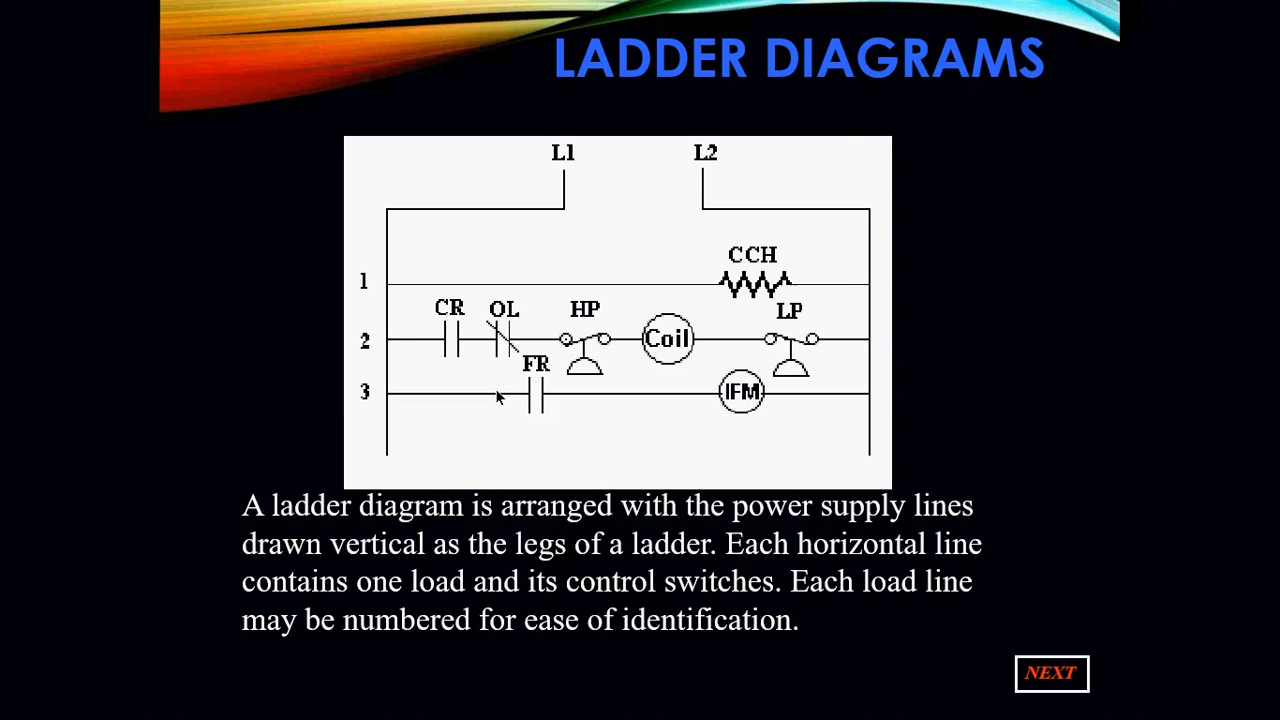 LADDER DIAGRAMS
L1 L2
CCH
1
CR OL HP LP
2 Coil
FR
3 IFM
A ladder diagram is arranged with the power supply lines
drawn vertical as the legs of a ladder. Each horizontal line
contains one load and its control switches. Each load line
may be numbered for ease of identification.
NEXT